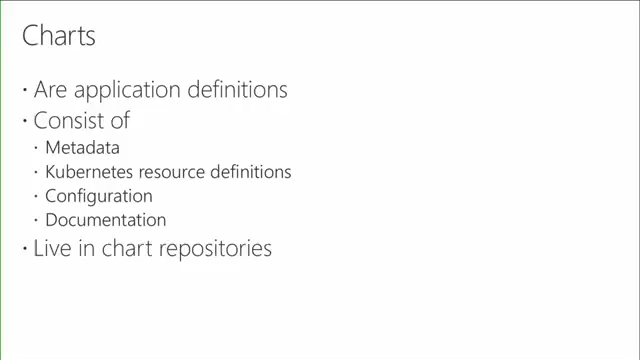 Charts
• Are application definitions
• Consist of
• Metadata
• Kubernetes resource definitions
• Configuration
• Documentation
• Live in chart repositories